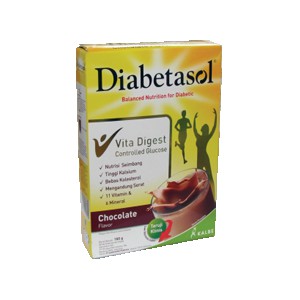 Diabetasol
Balanced Nutrition for Diabetic
Vita Digest
Controlled Glucose
Nutrisi Seimbang
Tinggi Kalsium
Bebas Kolesterol
Mengandung Serat
11 Vitamin &
6 Mineral
Chocolate
Flavor
KALBE